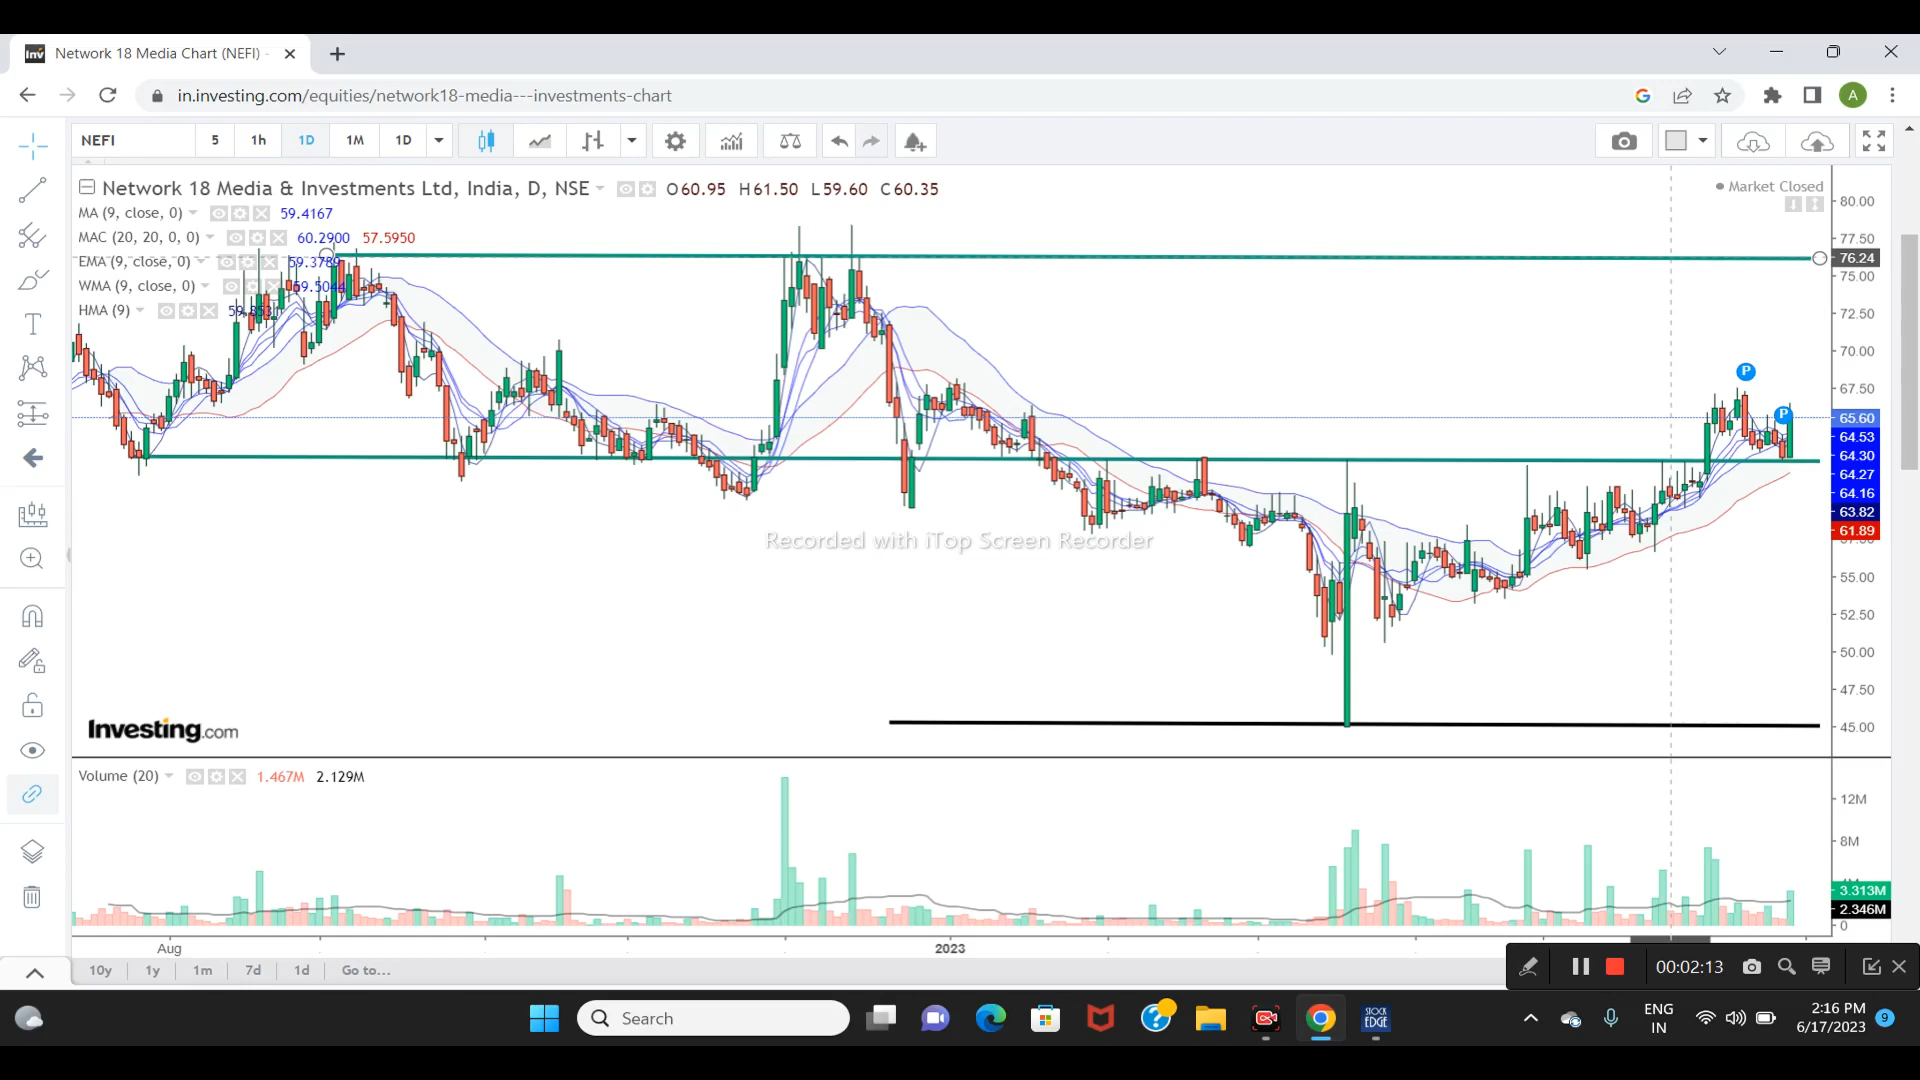 Network 18 Media Chart (NEFI) -
in.investing.com/equities/network18-media---investments-chart
A
NEFI 5 1h 1D 1M 1D
Network 18 Media & Investments Ltd, India, D, NSE O60.95 H61.50 L59.60 C60.35
Market Closed
MA (9, close, 0) 59.4167
MAC (20, 20, 0, 0) 60.2900 57.5950
EMA (9, close, 0) 59.3789
WMA (9, close, 0) 59.5044
HMA (9)
80.00
77.50
76.24
75.00
72.50
70.00
67.50
65.60
64.53
64.30
64.27
64.16
63.82
61.89
55.00
52.50
50.00
47.50
45.00
P
P
Recorded with iTop Screen Recorder
Investing.com
Volume (20) 1.467M 2.129M
12M
8M
3.313M
2.346M
0
Aug 2023
10y 1y 1m 7d 1d Go to...
00:02:13
Search
STOCK
EDGE
ENG
IN
2:16 PM
6/17/2023
9